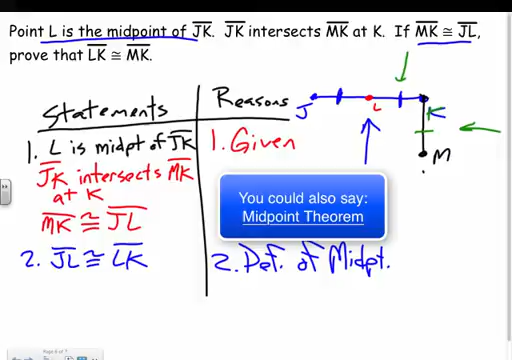 Point L is the midpoint of JK. JK intersects MK at K. If MK ≅ JL,
prove that LK ≅ MK.
Statements
Reasons
1. L is midpt of JK
JK intersects MK
at K
MK ≅ JL
1. Given
You could also say:
Midpoint Theorem
2. JL ≅ LK
2. Def. of Midpt.
J
L
K
M